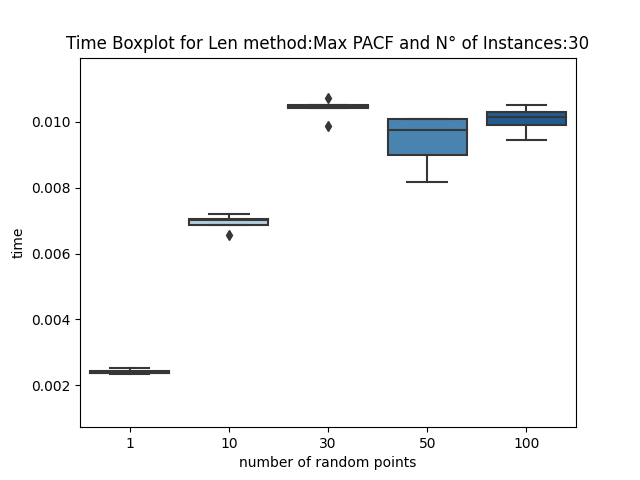 Time Boxplot for Len method:Max PACF and N° of Instances:30
0.010
0.008
0.006
0.004
0.002
time
1 10 30 50 100
number of random points